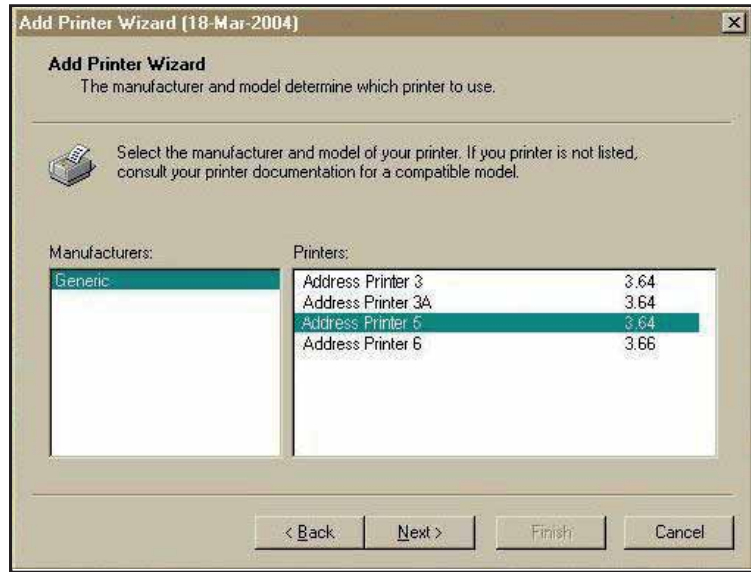 Add Printer Wizard (18-Mar-2004)
Add Printer Wizard
The manufacturer and model determine which printer to use.
Select the manufacturer and model of your printer. If you printer is not listed,
consult your printer documentation for a compatible model.
Manufacturers:
Printers:
Generic
Address Printer 3 3.64
Address Printer 3A 3.64
Address Printer 5 3.64
Address Printer 6 3.66
< Back
Next >
Finish
Cancel